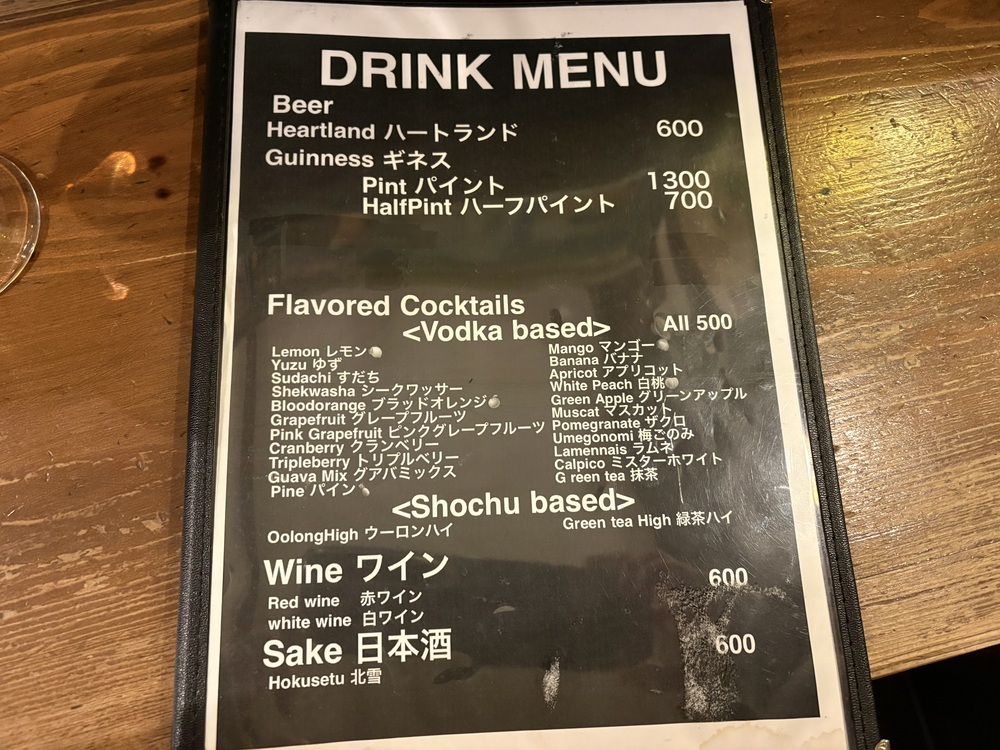 DRINK MENU
Beer
Heartland ハートランド 600
Guinness ギネス
Pint パイント 1300
HalfPint ハーフパイント 700
Flavored Cocktails
<Vodka based> All 500
Lemon レモン
Yuzu ゆず
Sudachi すだち
Shekwasha シークワッサー
Bloodorange ブラッドオレンジ
Grapefruit グレープフルーツ
Pink Grapefruit ピンクグレープフルーツ
Cranberry クランベリー
Tripleberry トリプルベリー
Guava Mix グアバミックス
Pine パイン
Mango マンゴー
Banana バナナ
Apricot アプリコット
White Peach 白桃
Green Apple グリーンアップル
Muscat マスカット
Pomegranate ザクロ
Umegonomi 梅ごのみ
Lamennais ラムネ
Calpico ミスターホワイト
G reen tea 抹茶
<Shochu based>
OolongHigh ウーロンハイ
Green tea High 緑茶ハイ
Wine ワイン 600
Red wine 赤ワイン
white wine 白ワイン
Sake 日本酒 600
Hokusetu 北雪